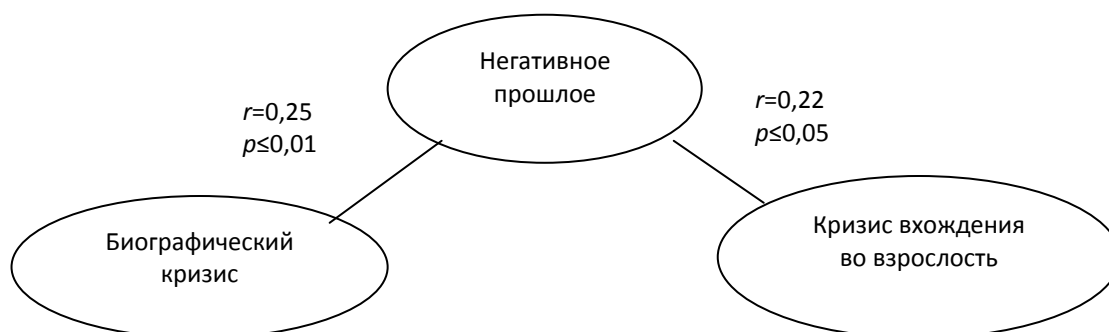 Негативное
прошлое
r=0,25
p≤0,01
r=0,22
p≤0,05
Биографический
кризис
Кризис вхождения
во взрослость